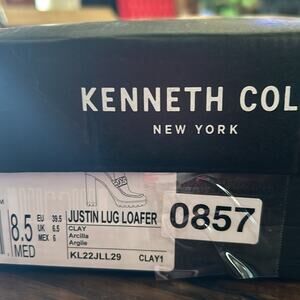 KENNETH COL
NEW YORK
M
8.5
MED
EU 39.5
UK 6.5
MEX 6
JUSTIN LUG LOAFER
CLAY
Arcilla
Argile
KL22JLL29 CLAY1
0857